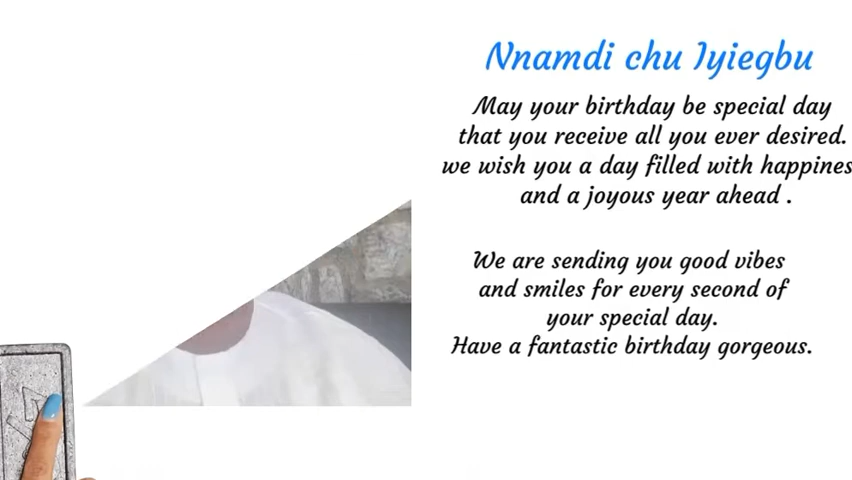 Nnamdi chu Iyiegbu
May your birthday be special day
that you receive all you ever desired.
we wish you a day filled with happines
and a joyous year ahead .
We are sending you good vibes
and smiles for every second of
your special day.
Have a fantastic birthday gorgeous.